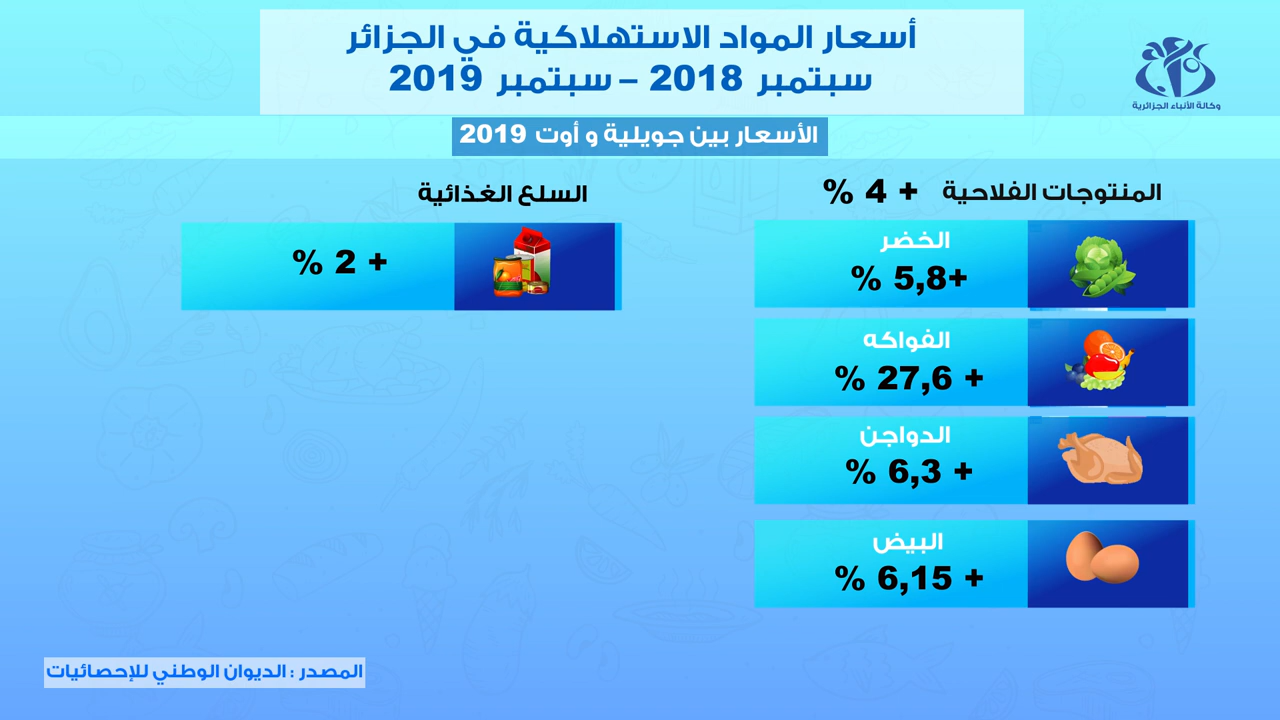 أسعار المواد الاستهلاكية في الجزائر
سبتمبر 2018 – سبتمبر 2019
وكالة الأنباء الجزائرية
الأسعار بين جويلية و أوت 2019
المنتوجات الفلاحية + 4 %
الخضر
+5,8 %
الفواكه
+ 27,6 %
الدواجن
+ 6,3 %
البيض
+ 6,15 %
السلع الغذائية
+ 2 %
المصدر : الديوان الوطني للإحصائيات